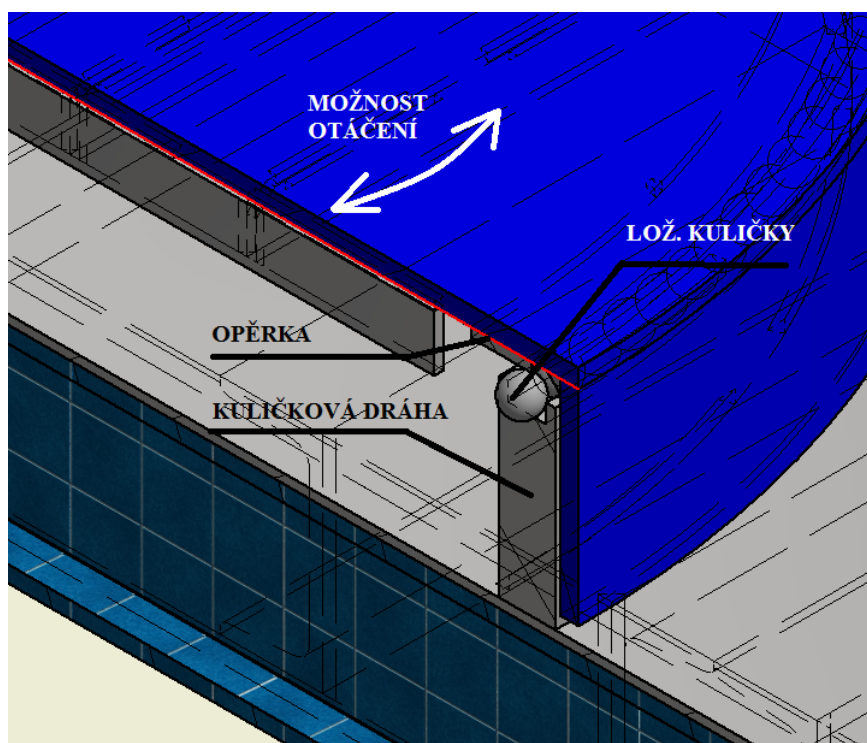 MOŽNOST
OTÁČENÍ
LOŽ. KULIČKY
OPĚRKA
KULIČKOVÁ DRÁHA